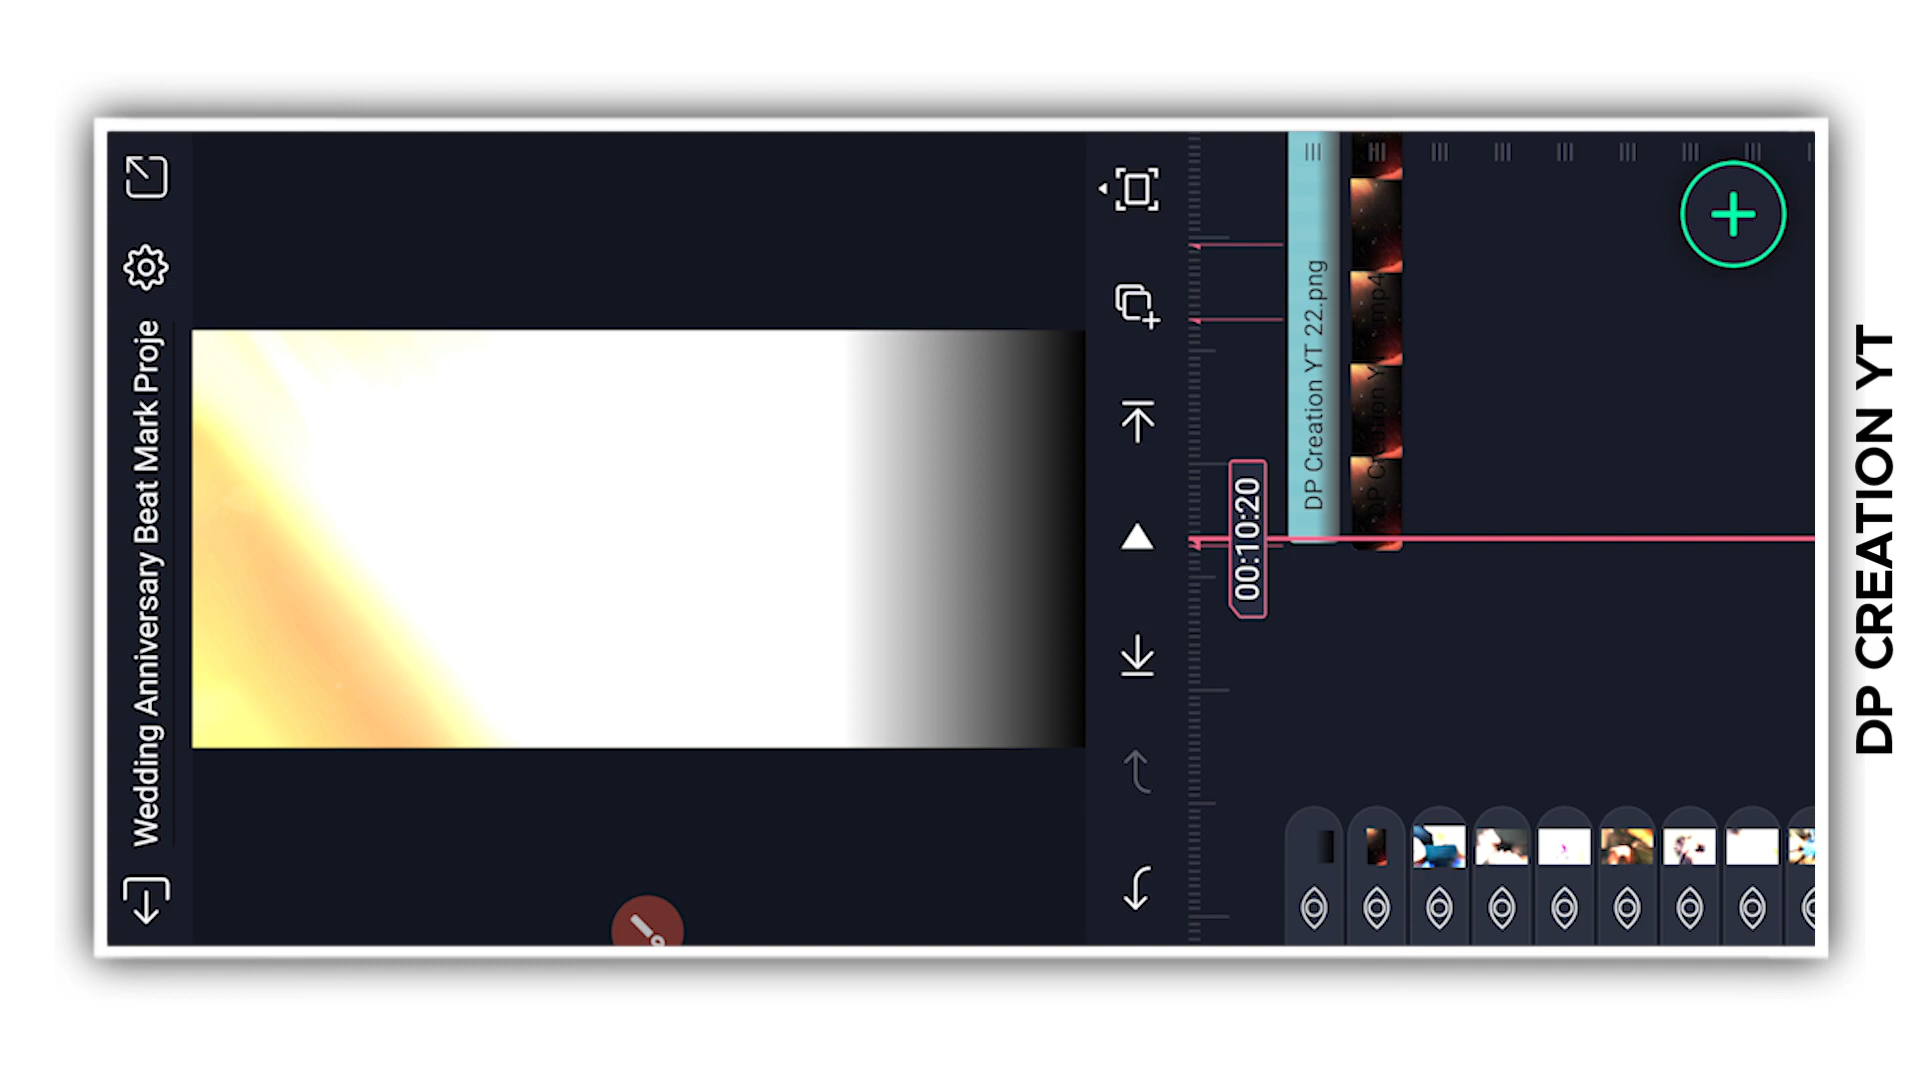 Wedding Anniversary Beat Mark Proje
00:10:20
DP Creation YT 22.png
DP Creation Y .mp4
DP CREATION YT